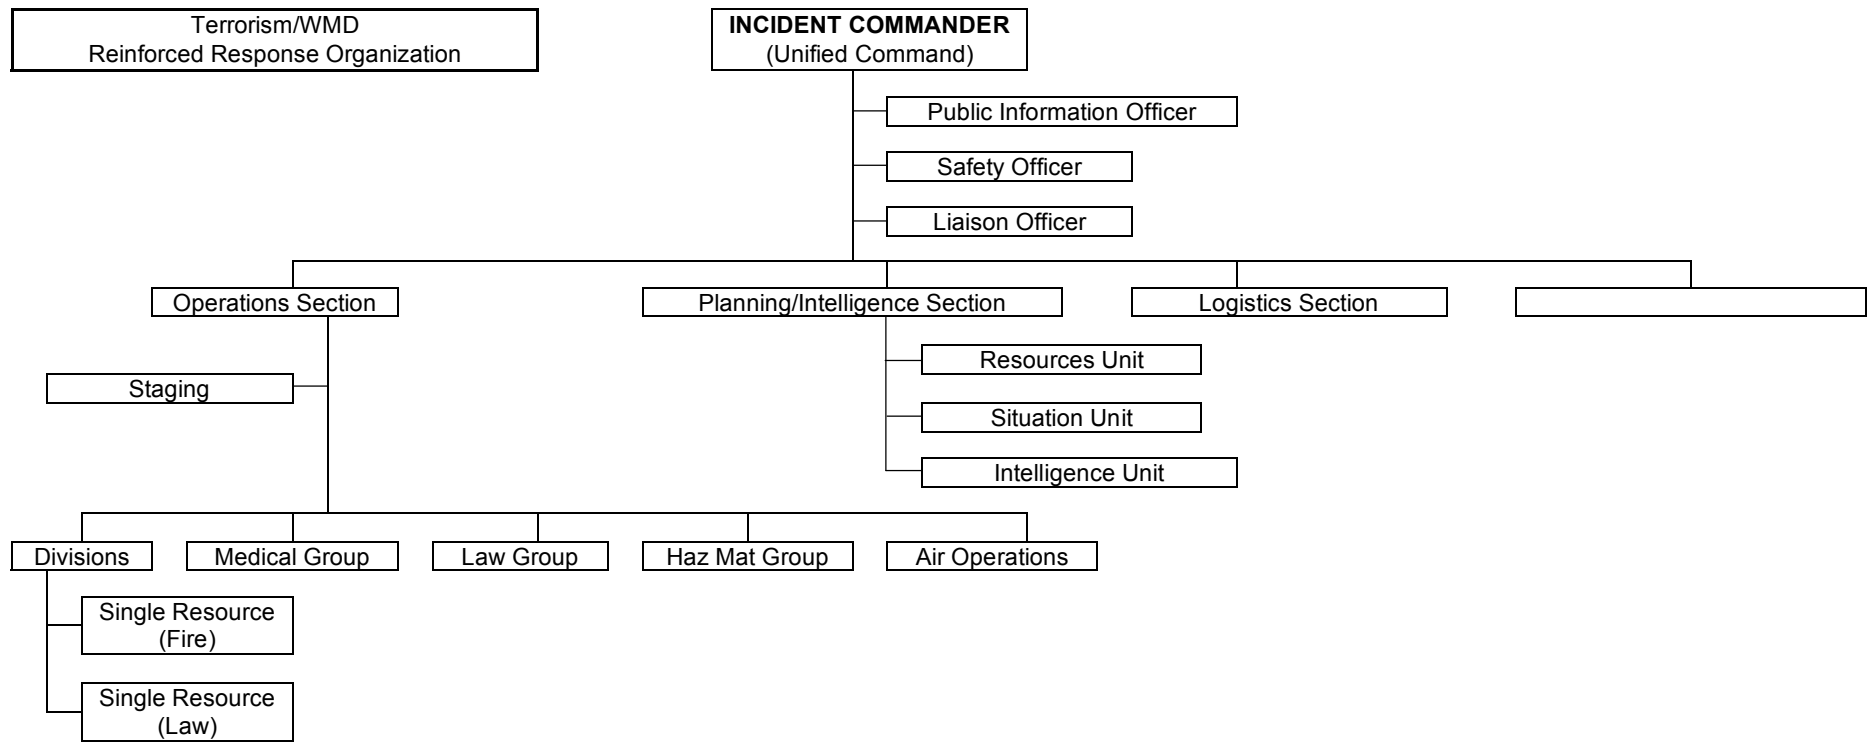 Terrorism/WMD
Reinforced Response Organization
INCIDENT COMMANDER
(Unified Command)
Public Information Officer
Safety Officer
Liaison Officer
Operations Section
Planning/Intelligence Section
Logistics Section
Resources Unit
Staging
Situation Unit
Intelligence Unit
Divisions
Medical Group
Law Group
Haz Mat Group
Air Operations
Single Resource
(Fire)
Single Resource
(Law)